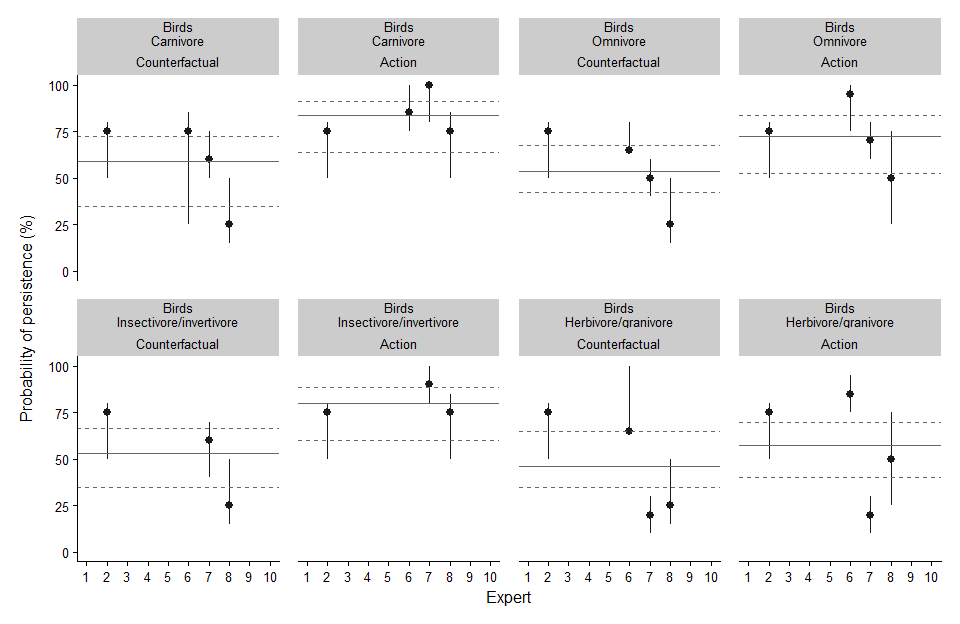 Birds Birds Birds Birds
Carnivore Carnivore Omnivore Omnivore
Counterfactual Action Counterfactual Action
100
75
50
25
0
Probability of persistence (%)
Birds Birds Birds Birds
Insectivore/invertivore Insectivore/invertivore Herbivore/granivore Herbivore/granivore
Counterfactual Action Counterfactual Action
100
75
50
25
0
1 2 3 4 5 6 7 8 9 10 1 2 3 4 5 6 7 8 9 10 1 2 3 4 5 6 7 8 9 10 1 2 3 4 5 6 7 8 9 10
Expert